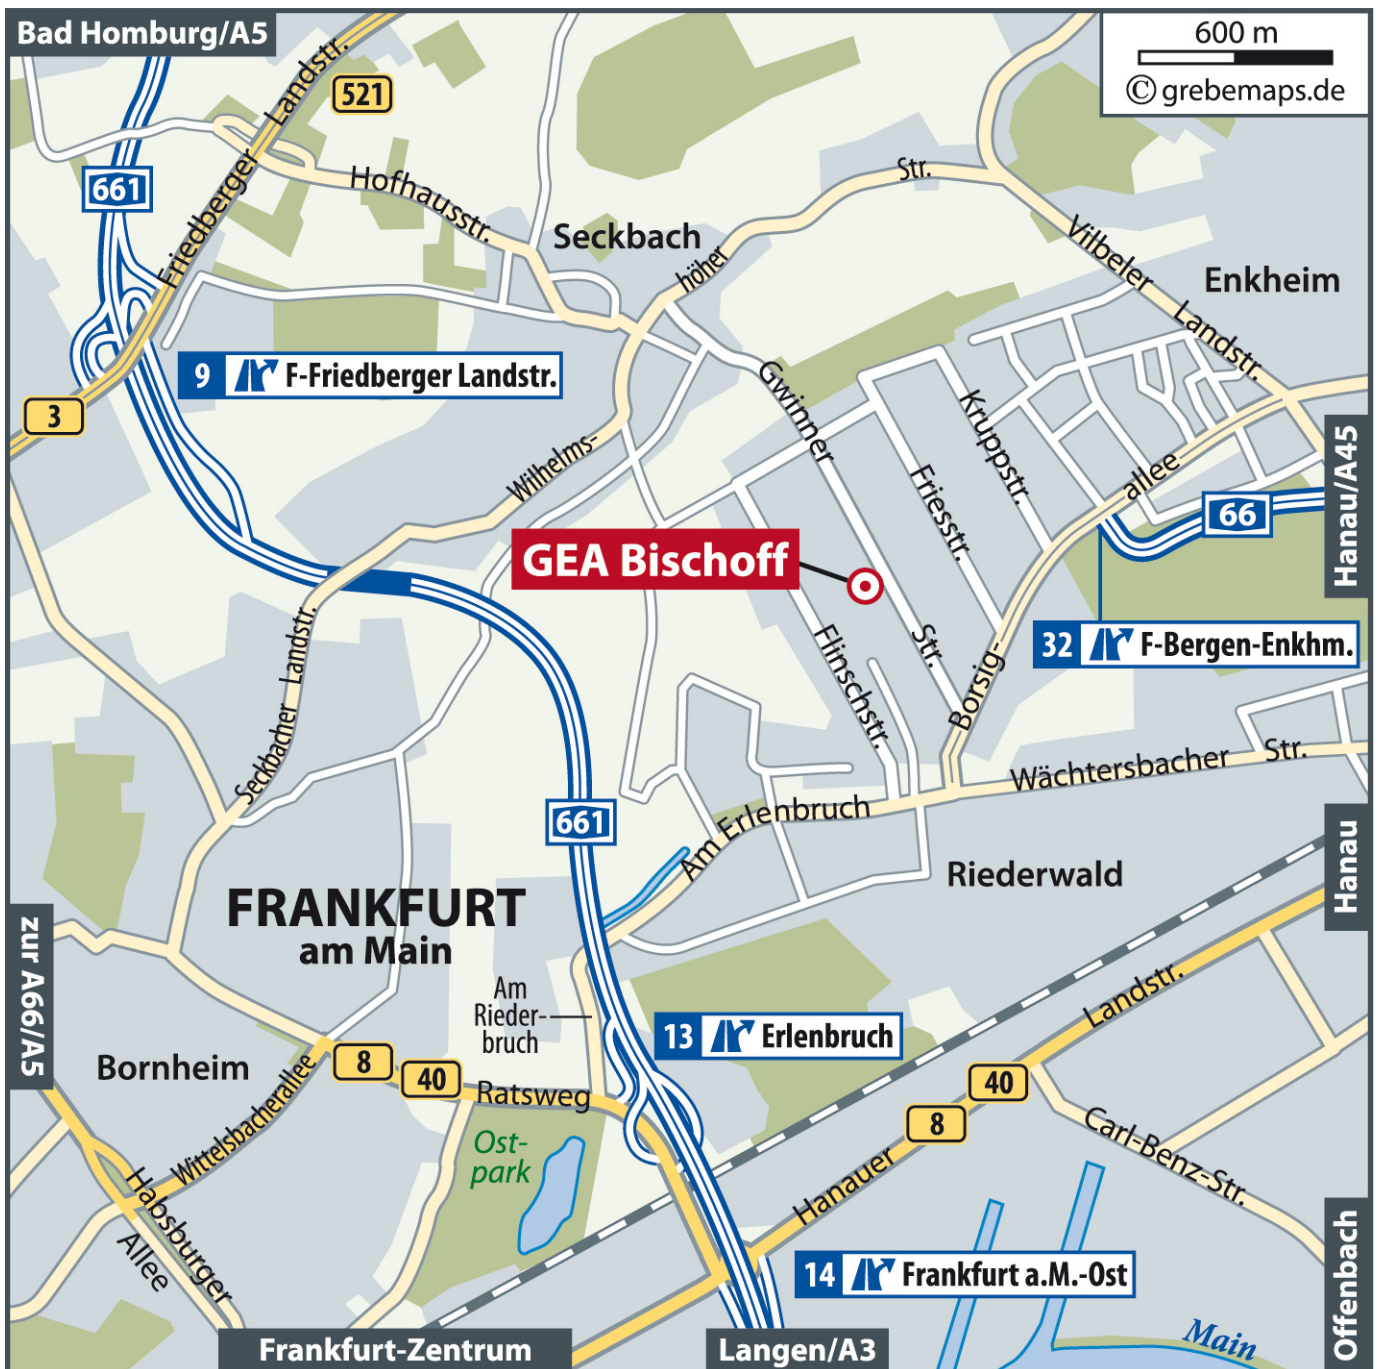 Bad Homburg/A5
600 m
© grebemaps.de
521
Landstr.
Friedberger
661
Hofhausstr.
Seckbach
höher
Str.
Vilbeler
Landstr.
Enkheim
9 F-Friedberger Landstr.
3
Wilhelms-
Gwinner
Str.
Kruppstr.
Friesstr.
allee
Borsig-
66
Hanau/A45
GEA Bischoff
Flinschstr.
32 F-Bergen-Enkhm.
Seckbacher Landstr.
661
Am Erlenbruch
Wächtersbacher Str.
Riederwald
Hanau
FRANKFURT
am Main
zur A66/A5
Am
Rieder-
bruch
13 Erlenbruch
Landstr.
Bornheim
8
40
Ratsweg
40
8
Wittelsbacherallee
Ost-
park
Hanauer
Carl-Benz-Str.
Habsburger
Allee
14 Frankfurt a.M.-Ost
Offenbach
Main
Frankfurt-Zentrum
Langen/A3